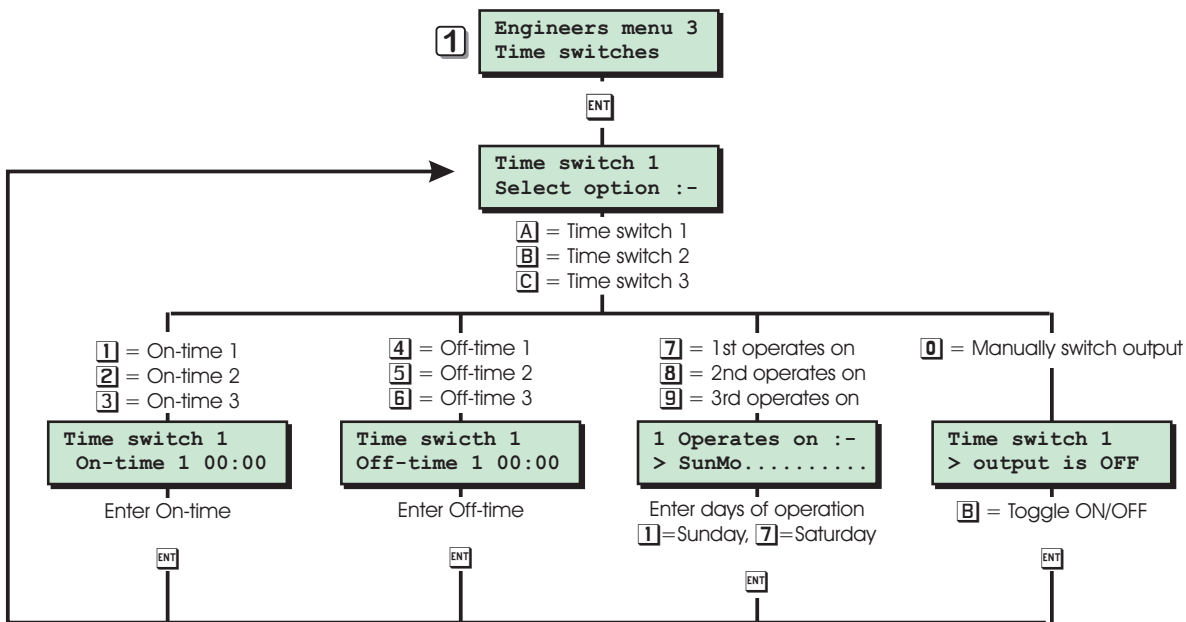 1
Engineers menu 3
Time switches
ENT
Time switch 1
Select option :-
A = Time switch 1
B = Time switch 2
C = Time switch 3
1 = On-time 1
2 = On-time 2
3 = On-time 3
Time switch 1
On-time 1 00:00
Enter On-time
ENT
4 = Off-time 1
5 = Off-time 2
6 = Off-time 3
Time swicth 1
Off-time 1 00:00
Enter Off-time
ENT
7 = 1st operates on
8 = 2nd operates on
9 = 3rd operates on
1 Operates on :-
> SunMo..........
Enter days of operation
1=Sunday, 7=Saturday
ENT
0 = Manually switch output
Time switch 1
> output is OFF
B = Toggle ON/OFF
ENT